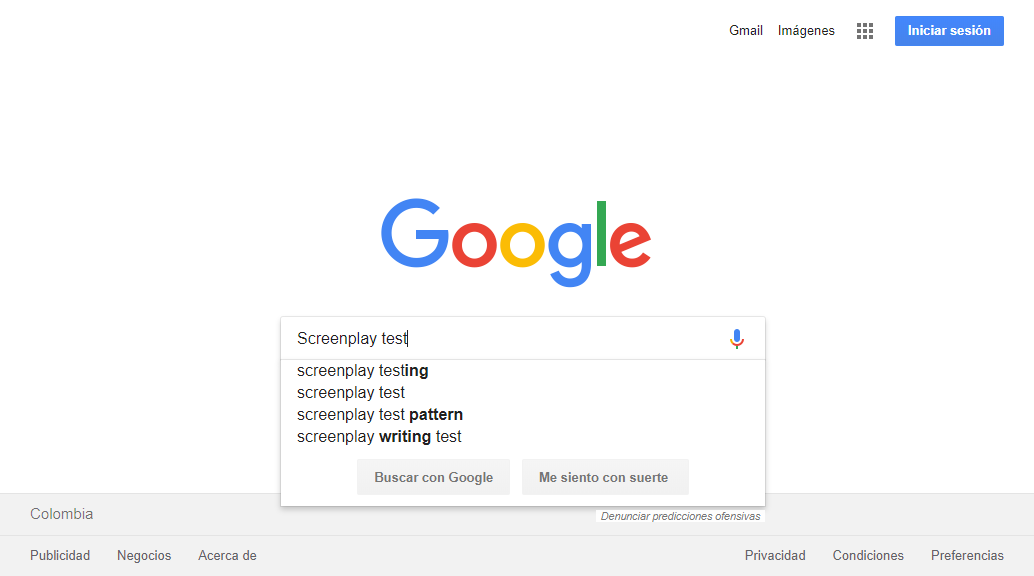 Gmail Imágenes Iniciar sesión
Google
Screenplay test
screenplay testing
screenplay test
screenplay test pattern
screenplay writing test
Buscar con Google Me siento con suerte
Colombia
Denunciar predicciones ofensivas
Publicidad Negocios Acerca de Privacidad Condiciones Preferencias